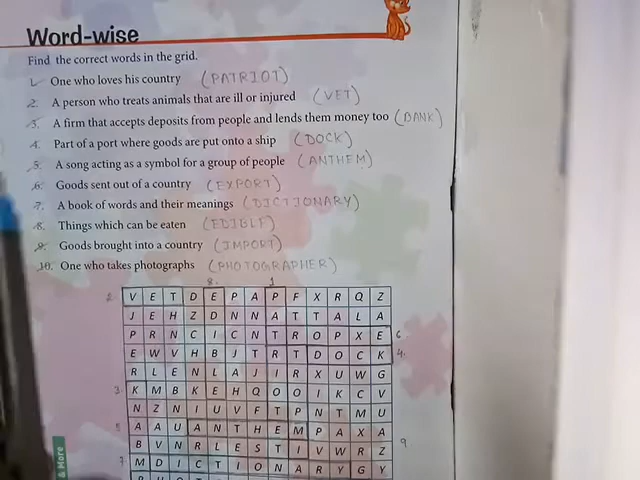 Word-wise
Find the correct words in the grid.
1. One who loves his country (PATRIOT)
2. A person who treats animals that are ill or injured (VET)
3. A firm that accepts deposits from people and lends them money too (BANK)
4. Part of a port where goods are put onto a ship (DOCK)
5. A song acting as a symbol for a group of people (ANTHEM)
6. Goods sent out of a country (EXPORT)
7. A book of words and their meanings (DICTIONARY)
8. Things which can be eaten (EDIBLE)
9. Goods brought into a country (IMPORT)
10. One who takes photographs (PHOTOGRAPHER)
8. 1
2. V E T D E P A P F X R Q Z
J E H Z D N N A T T A L A
P R N C I C N T R O P X E 6.
E W V H B J T R T D O C K 4.
R L E N L A J I R X U W G
3. K M B K E H Q O O I K C V
N Z N I U V F T P N T M U
5. A A U A N T H E M P A X A
B V N R L E S T I V W R Z 9
7. M D I C T I O N A R Y G Y
& More